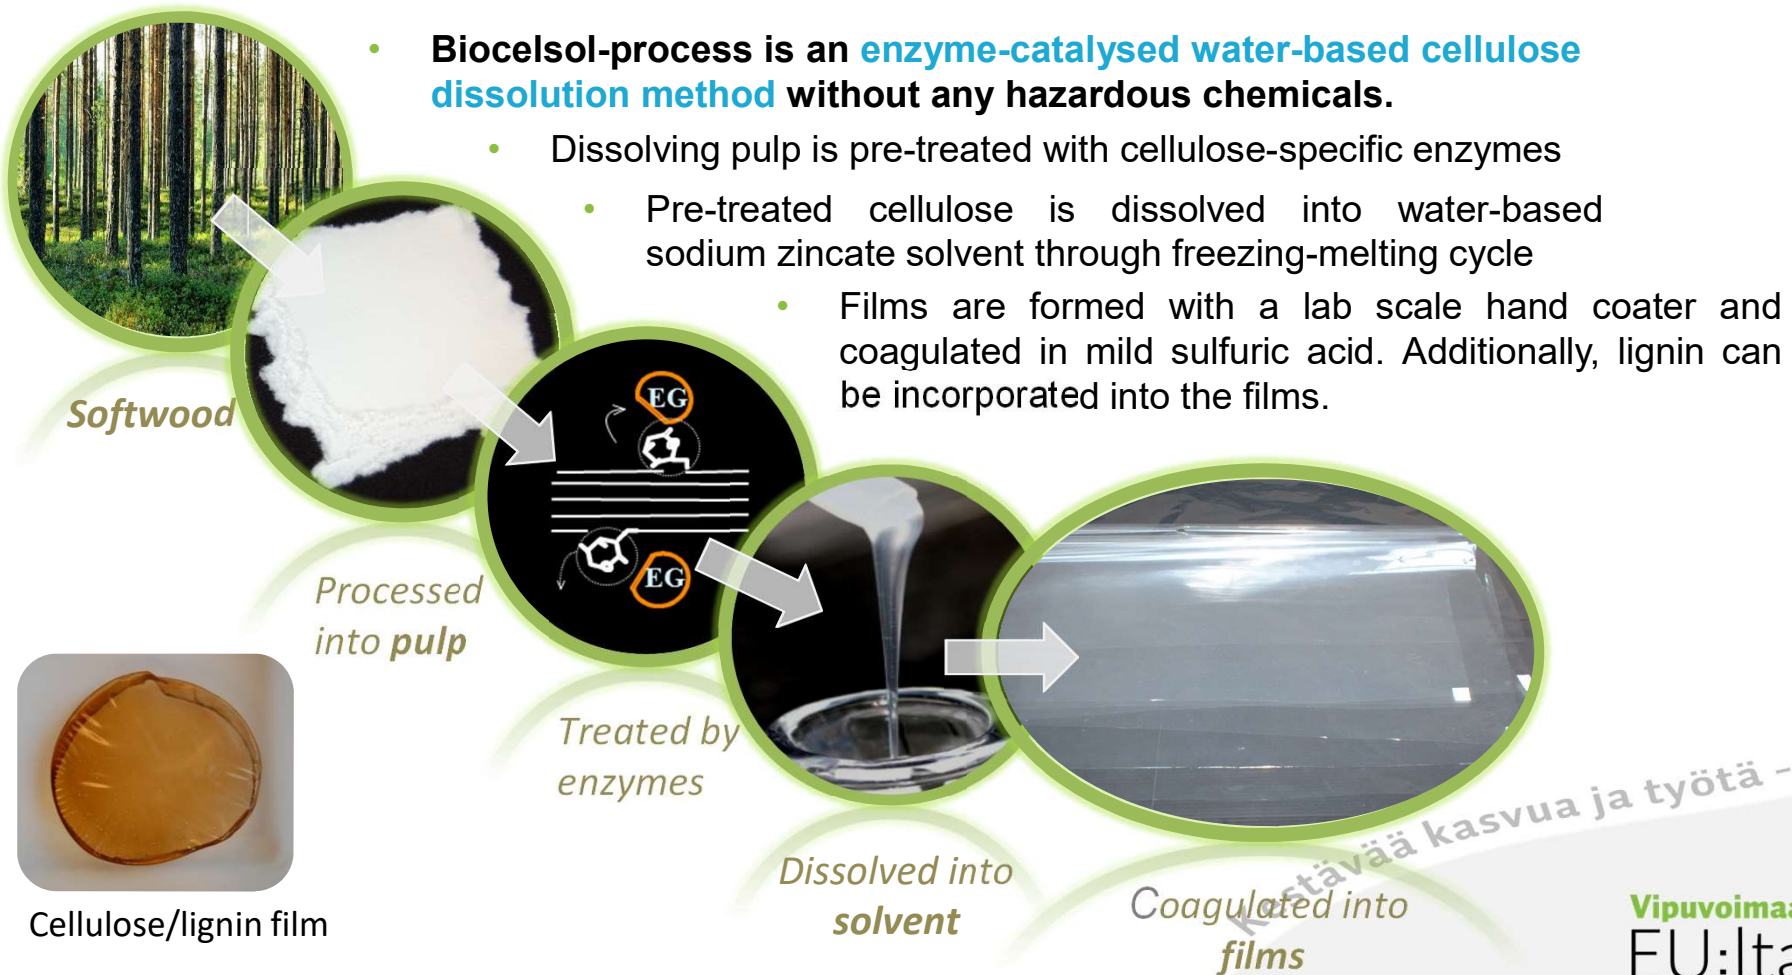 • Biocelsol-process is an enzyme-catalysed water-based cellulose
dissolution method without any hazardous chemicals.
• Dissolving pulp is pre-treated with cellulose-specific enzymes
• Pre-treated cellulose is dissolved into water-based
sodium zincate solvent through freezing-melting cycle
• Films are formed with a lab scale hand coater and
coagulated in mild sulfuric acid. Additionally, lignin can
be incorporated into the films.
Softwood
EG
EG
Processed
into pulp
Treated by
enzymes
Dissolved into
solvent
Coagulated into
films
Cellulose/lignin film
Kestävää kasvua ja työtä -
Vipuvoimaa
EU:lta